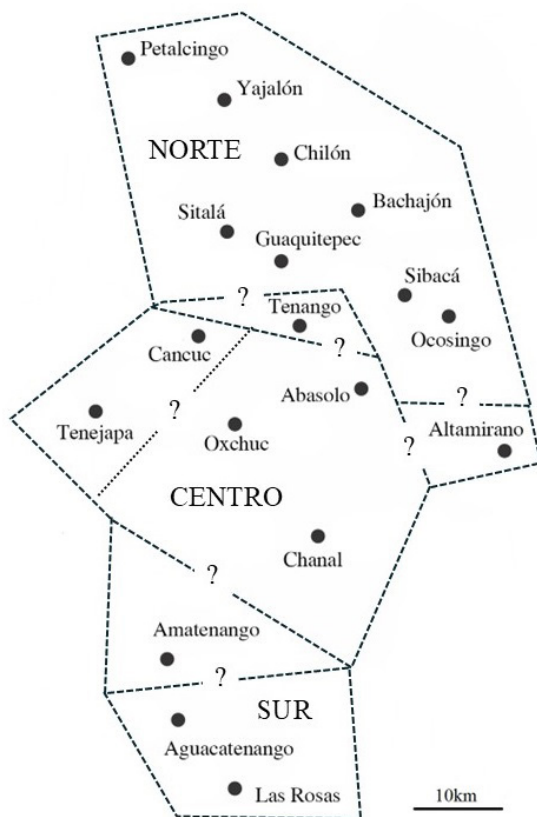 Petalcingo
Yajalón
NORTE
Chilón
Bachajón
Sitalá
Guaquitepec
Sibacá
?
Tenango
Ocosingo
Cancuc
?
Abasolo
?
?
Tenejapa
Oxchuc
Altamirano
?
CENTRO
Chanal
?
Amatenango
?
SUR
Aguacatenango
Las Rosas
10km